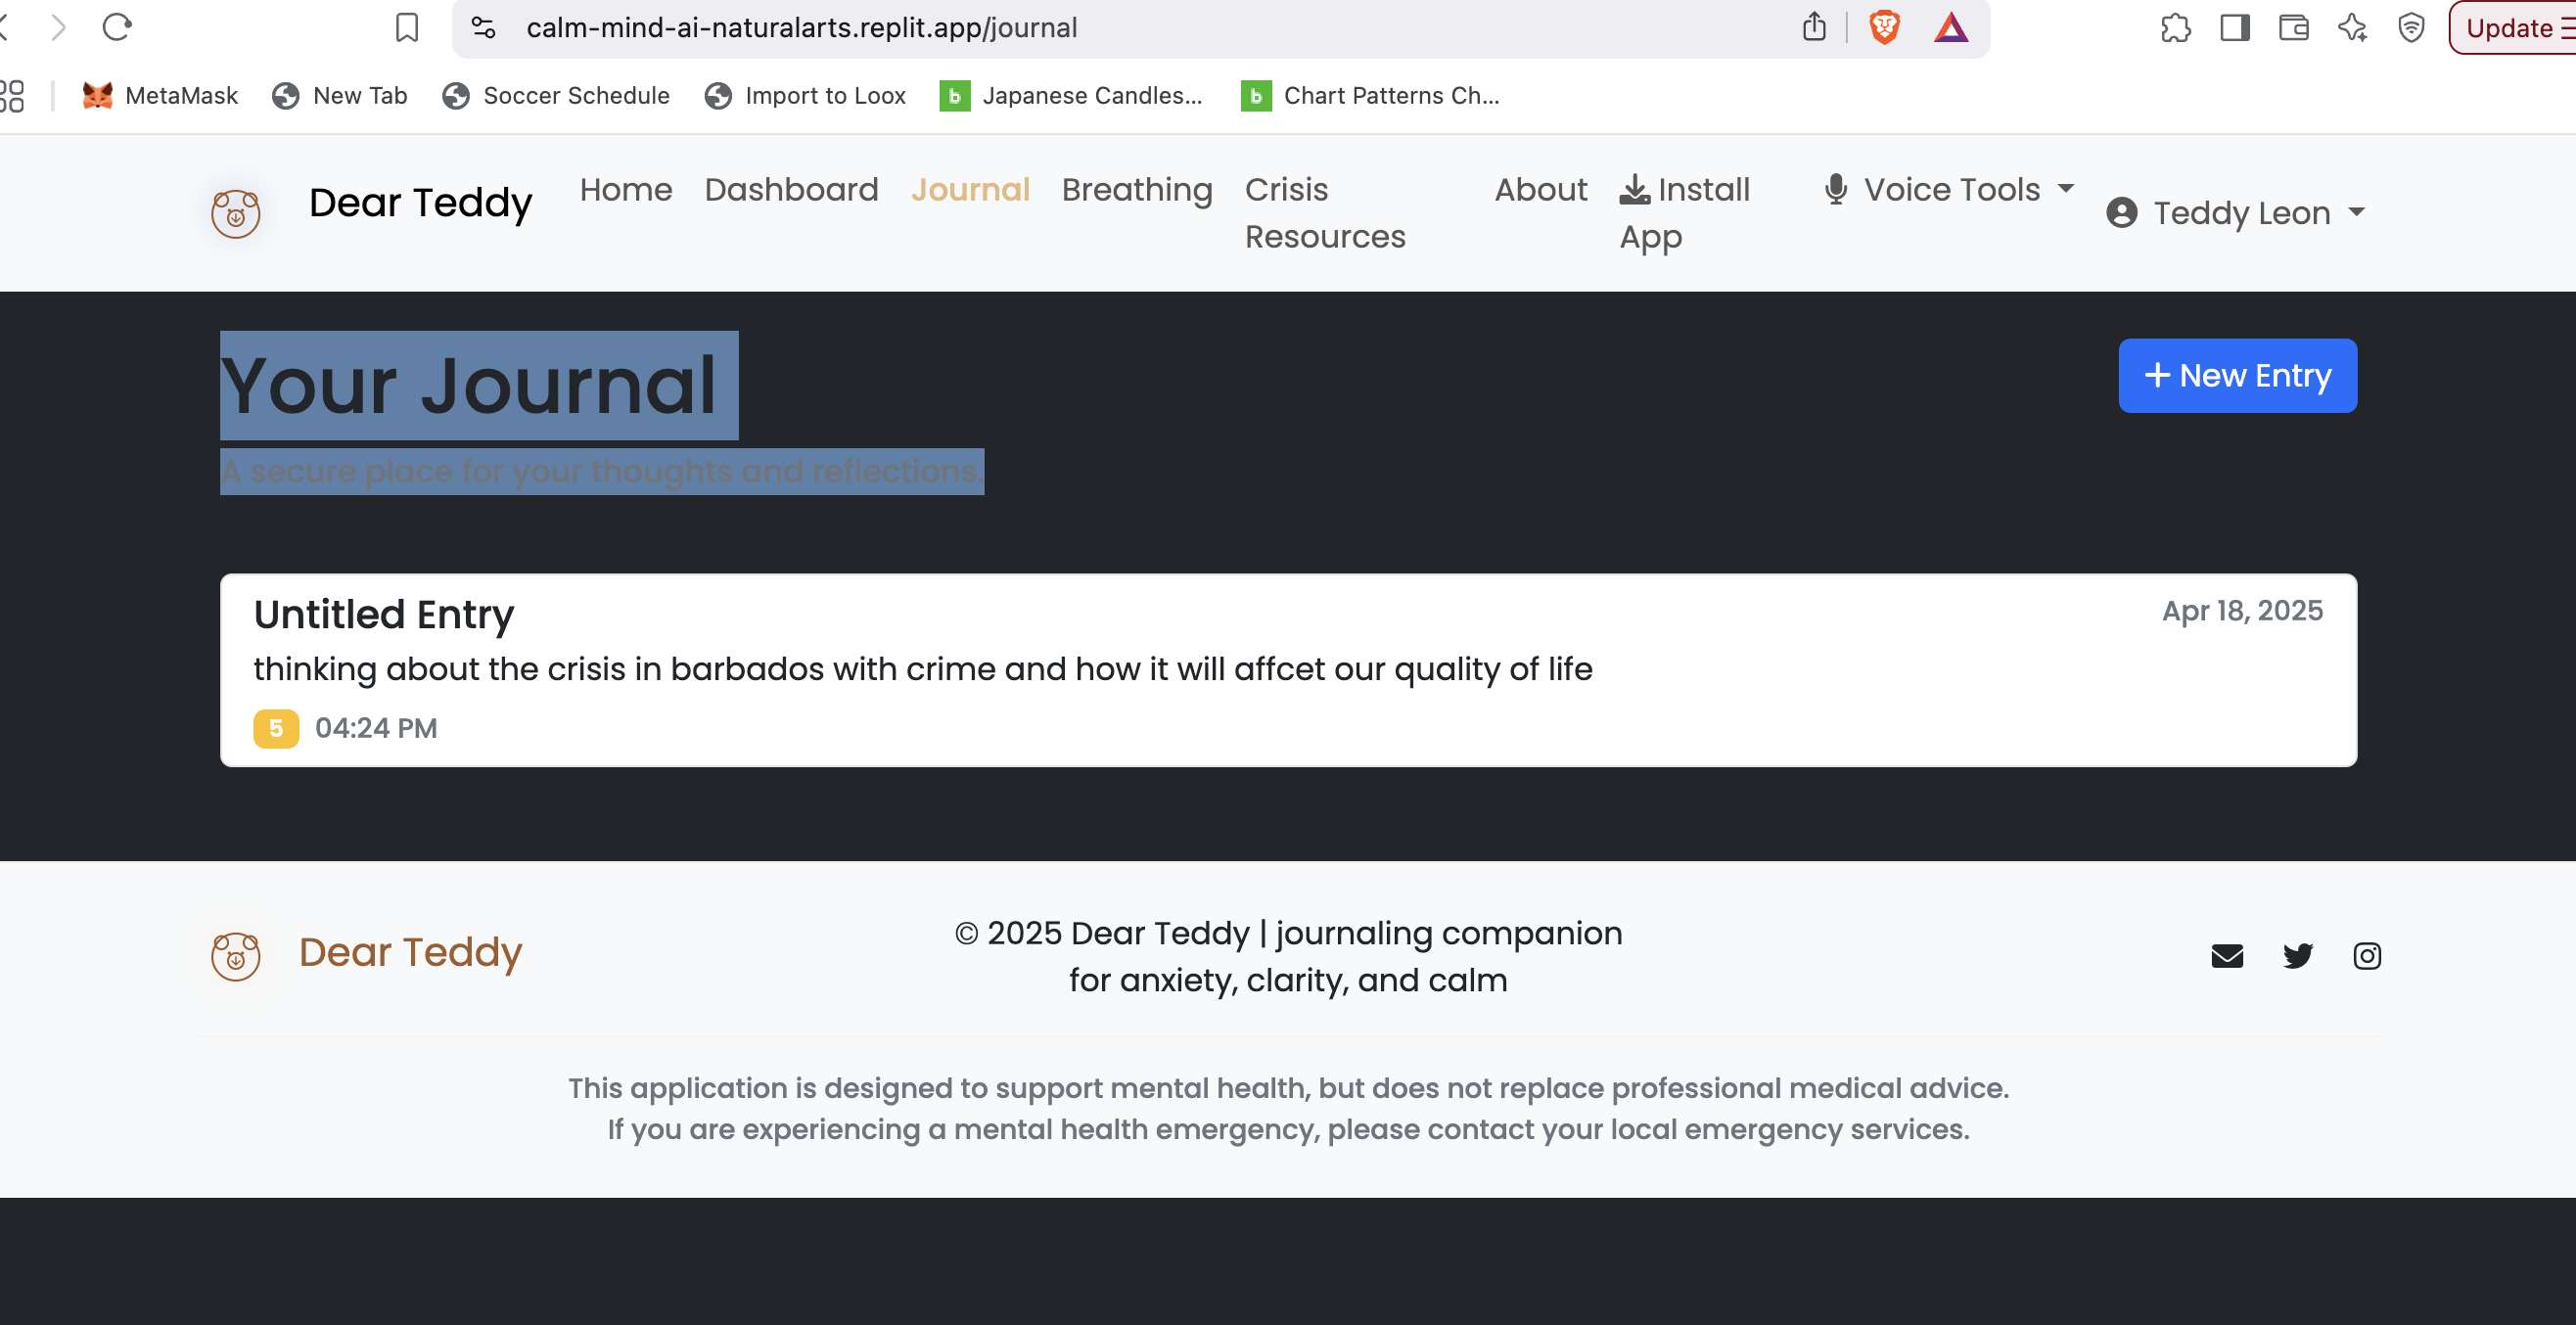 calm-mind-ai-naturalarts.replit.app/journal
Update
MetaMask
New Tab
Soccer Schedule
Import to Loox
b
Japanese Candles...
b
Chart Patterns Ch...
Dear Teddy
Home
Dashboard
Journal
Breathing
Crisis
Resources
About
Install
App
Voice Tools
Teddy Leon
Your Journal
+ New Entry
A secure place for your thoughts and reflections.
Untitled Entry
Apr 18, 2025
thinking about the crisis in barbados with crime and how it will affcet our quality of life
5 04:24 PM
Dear Teddy
© 2025 Dear Teddy | journaling companion
for anxiety, clarity, and calm
This application is designed to support mental health, but does not replace professional medical advice.
If you are experiencing a mental health emergency, please contact your local emergency services.